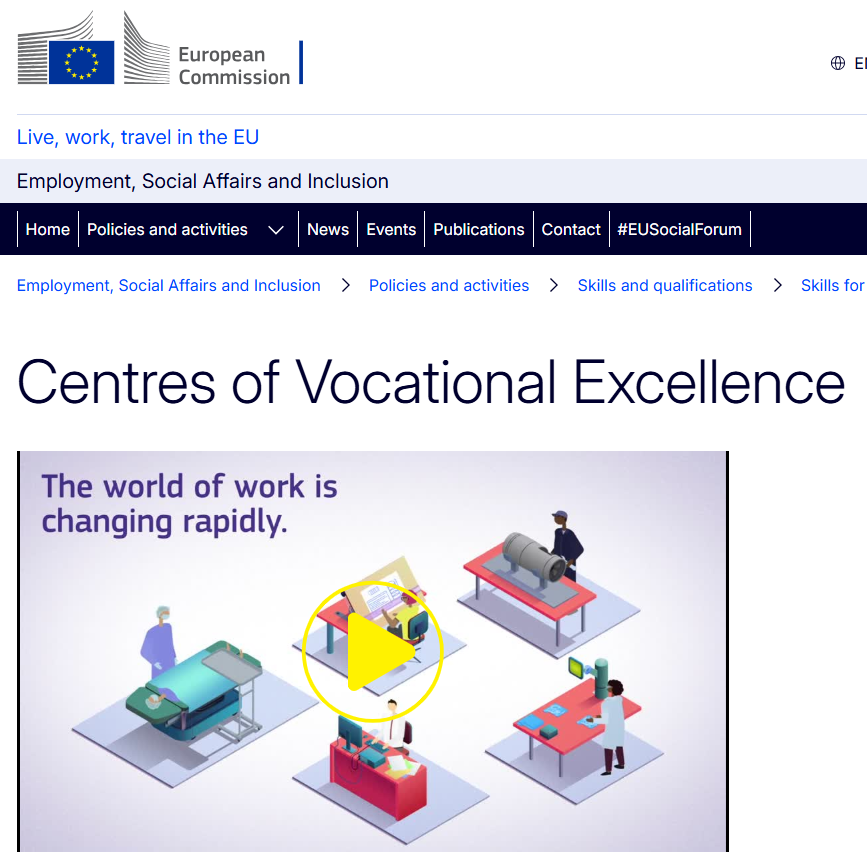 European
Commission
Live, work, travel in the EU
Employment, Social Affairs and Inclusion
Home Policies and activities News Events Publications Contact #EUSocialForum
Employment, Social Affairs and Inclusion > Policies and activities > Skills and qualifications > Skills for
Centres of Vocational Excellence
The world of work is
changing rapidly.